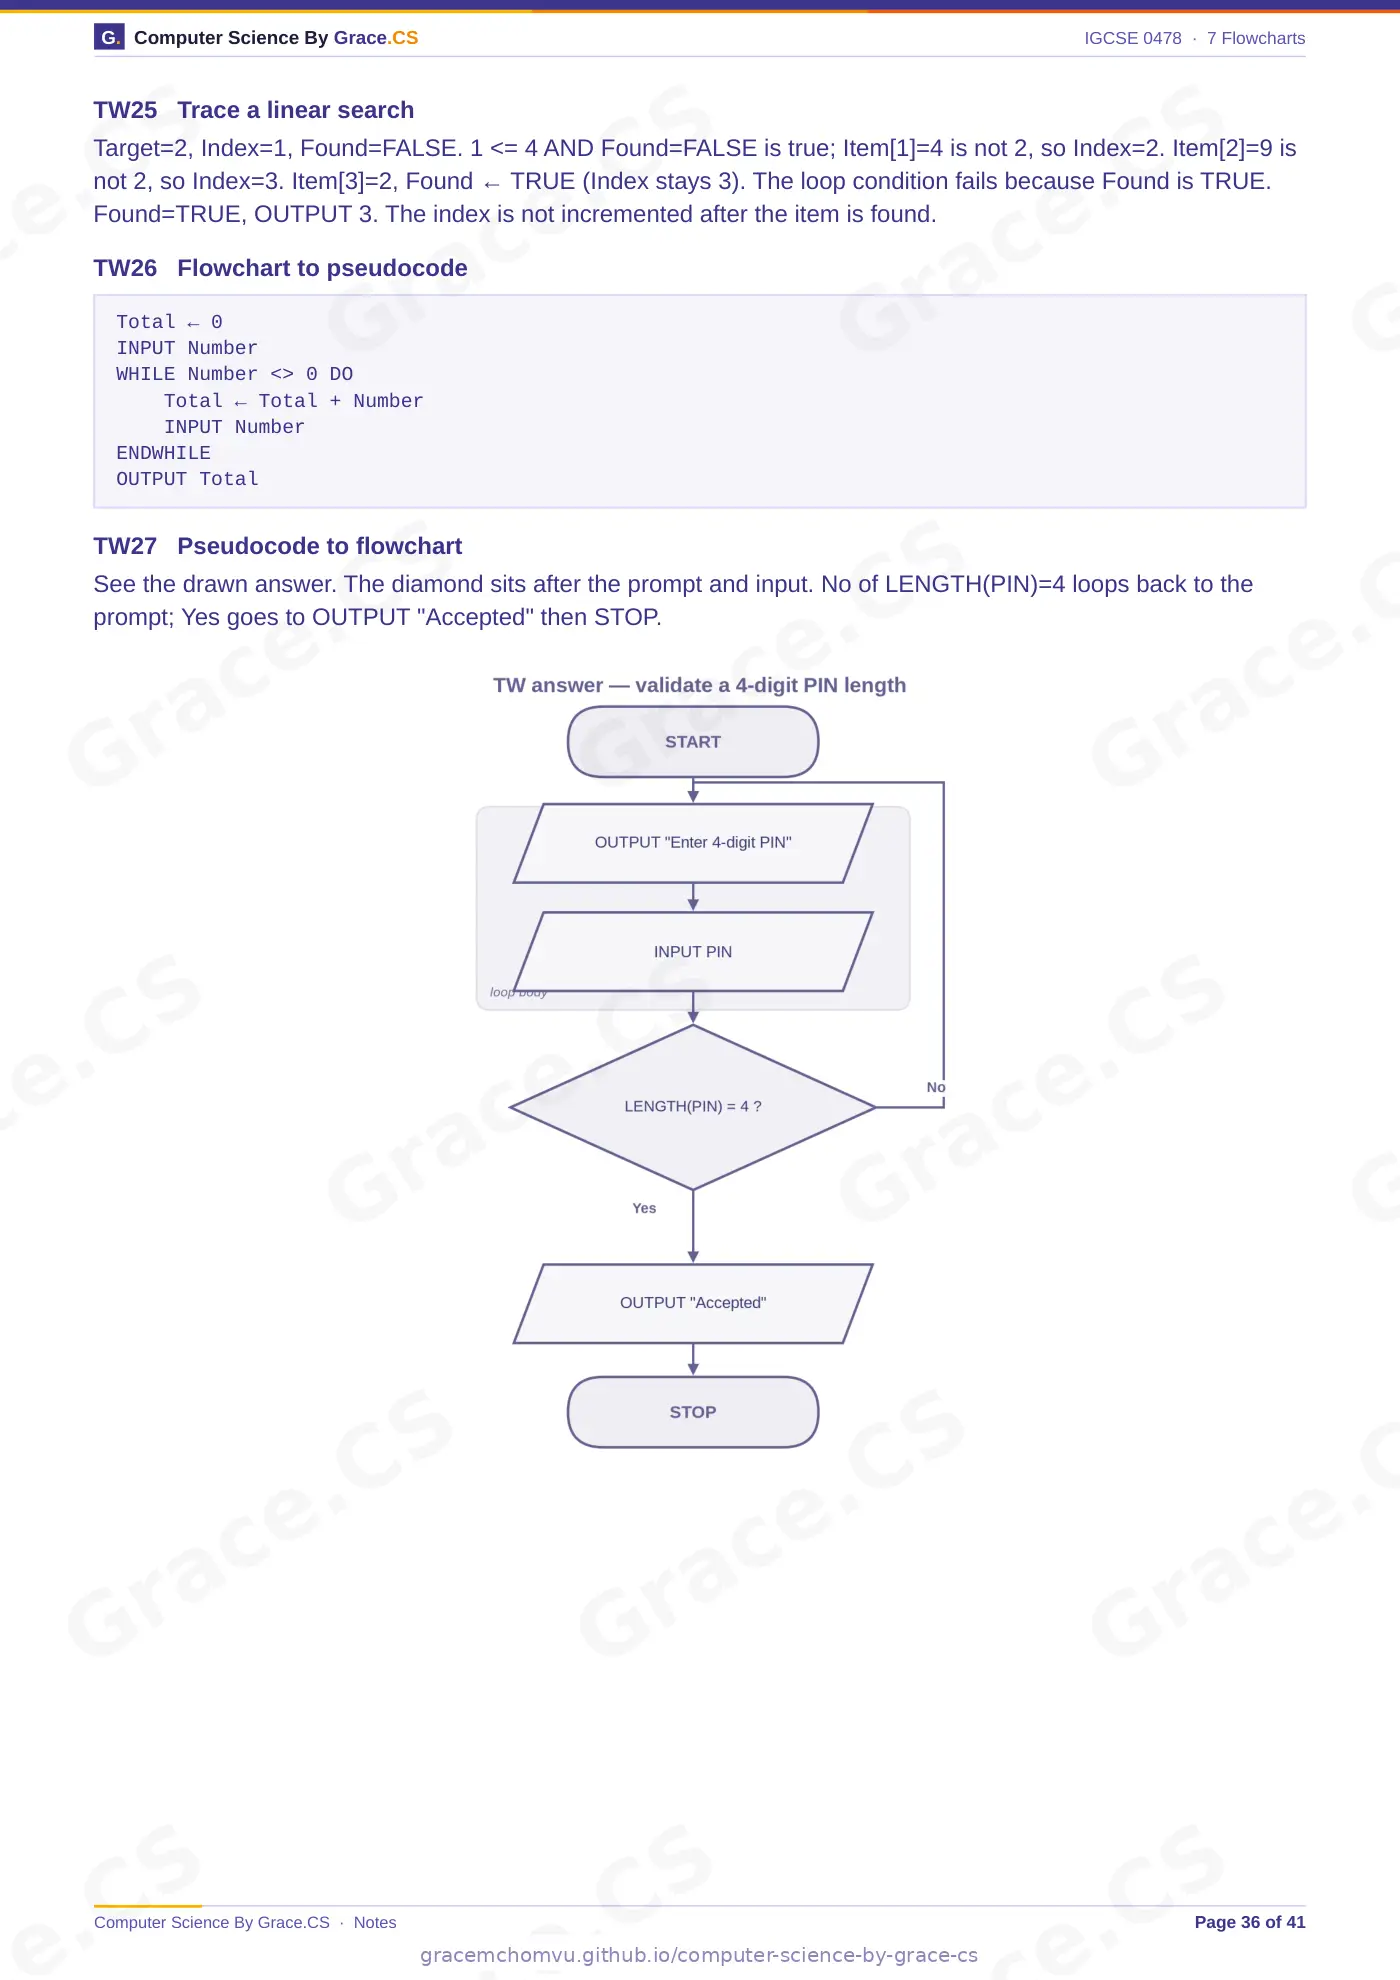 G. Computer Science By Grace.CS
IGCSE 0478 · 7 Flowcharts
TW25 Trace a linear search
Target=2, Index=1, Found=FALSE. 1 <= 4 AND Found=FALSE is true; Item[1]=4 is not 2, so Index=2. Item[2]=9 is
not 2, so Index=3. Item[3]=2, Found ← TRUE (Index stays 3). The loop condition fails because Found is TRUE.
Found=TRUE, OUTPUT 3. The index is not incremented after the item is found.
TW26 Flowchart to pseudocode
Total ← 0
INPUT Number
WHILE Number <> 0 DO
    Total ← Total + Number
    INPUT Number
ENDWHILE
OUTPUT Total
TW27 Pseudocode to flowchart
See the drawn answer. The diamond sits after the prompt and input. No of LENGTH(PIN)=4 loops back to the
prompt; Yes goes to OUTPUT "Accepted" then STOP.
TW answer — validate a 4-digit PIN length
START
OUTPUT "Enter 4-digit PIN"
INPUT PIN
loop body
LENGTH(PIN) = 4 ?
No
Yes
OUTPUT "Accepted"
STOP
Computer Science By Grace.CS · Notes
Page 36 of 41
gracemchomvu.github.io/computer-science-by-grace-cs